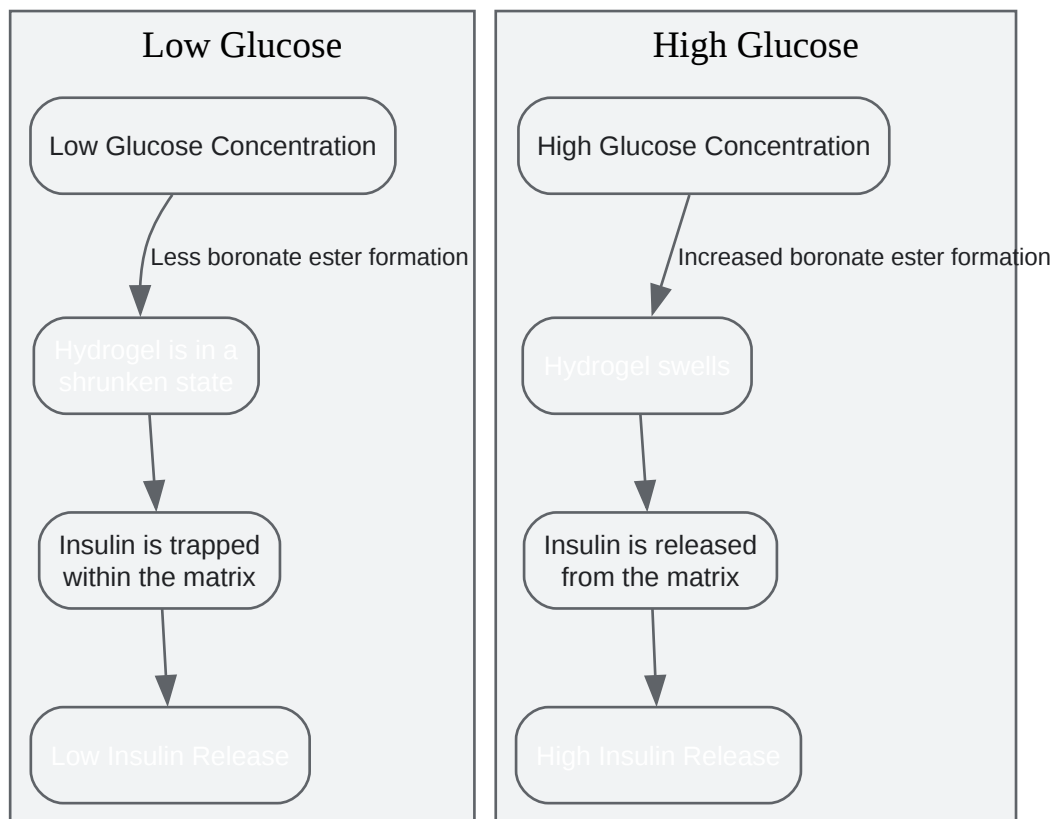 Low Glucose
Low Glucose Concentration
Less boronate ester formation
Hydrogel is in a
shrunken state
Insulin is trapped
within the matrix
Low Insulin Release
High Glucose
High Glucose Concentration
Increased boronate ester formation
Hydrogel swells
Insulin is released
from the matrix
High Insulin Release